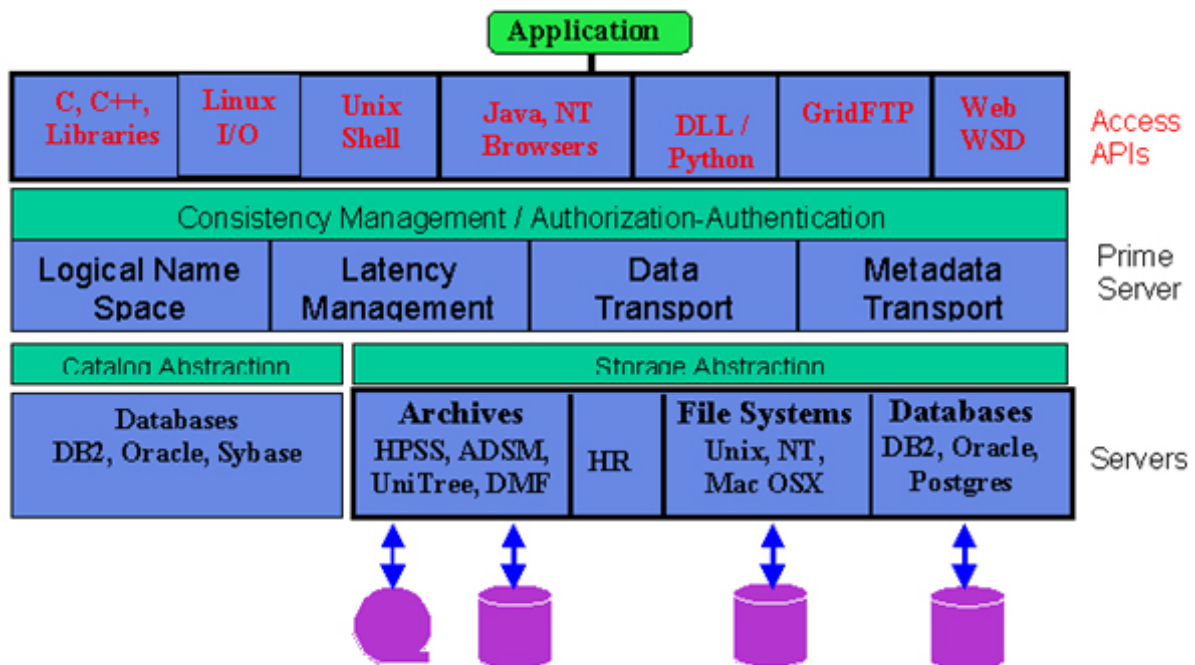 Application
C, C++,
Libraries
Linux
I/O
Unix
Shell
Java, NT
Browsers
DLL /
Python
GridFTP
Web
WSD
Access
APIs
Consistency Management / Authorization-Authentication
Logical Name
Space
Latency
Management
Data
Transport
Metadata
Transport
Prime
Server
Catalog Abstraction
Storage Abstraction
Databases
DB2, Oracle, Sybase
Archives
HPSS, ADSM,
UniTree, DMF
HR
File Systems
Unix, NT,
Mac OSX
Databases
DB2, Oracle,
Postgres
Servers